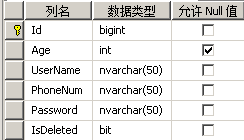 列名 数据类型 允许 Null 值
Id bigint
Age int
UserName nvarchar(50)
PhoneNum nvarchar(50)
Password nvarchar(50)
IsDeleted bit